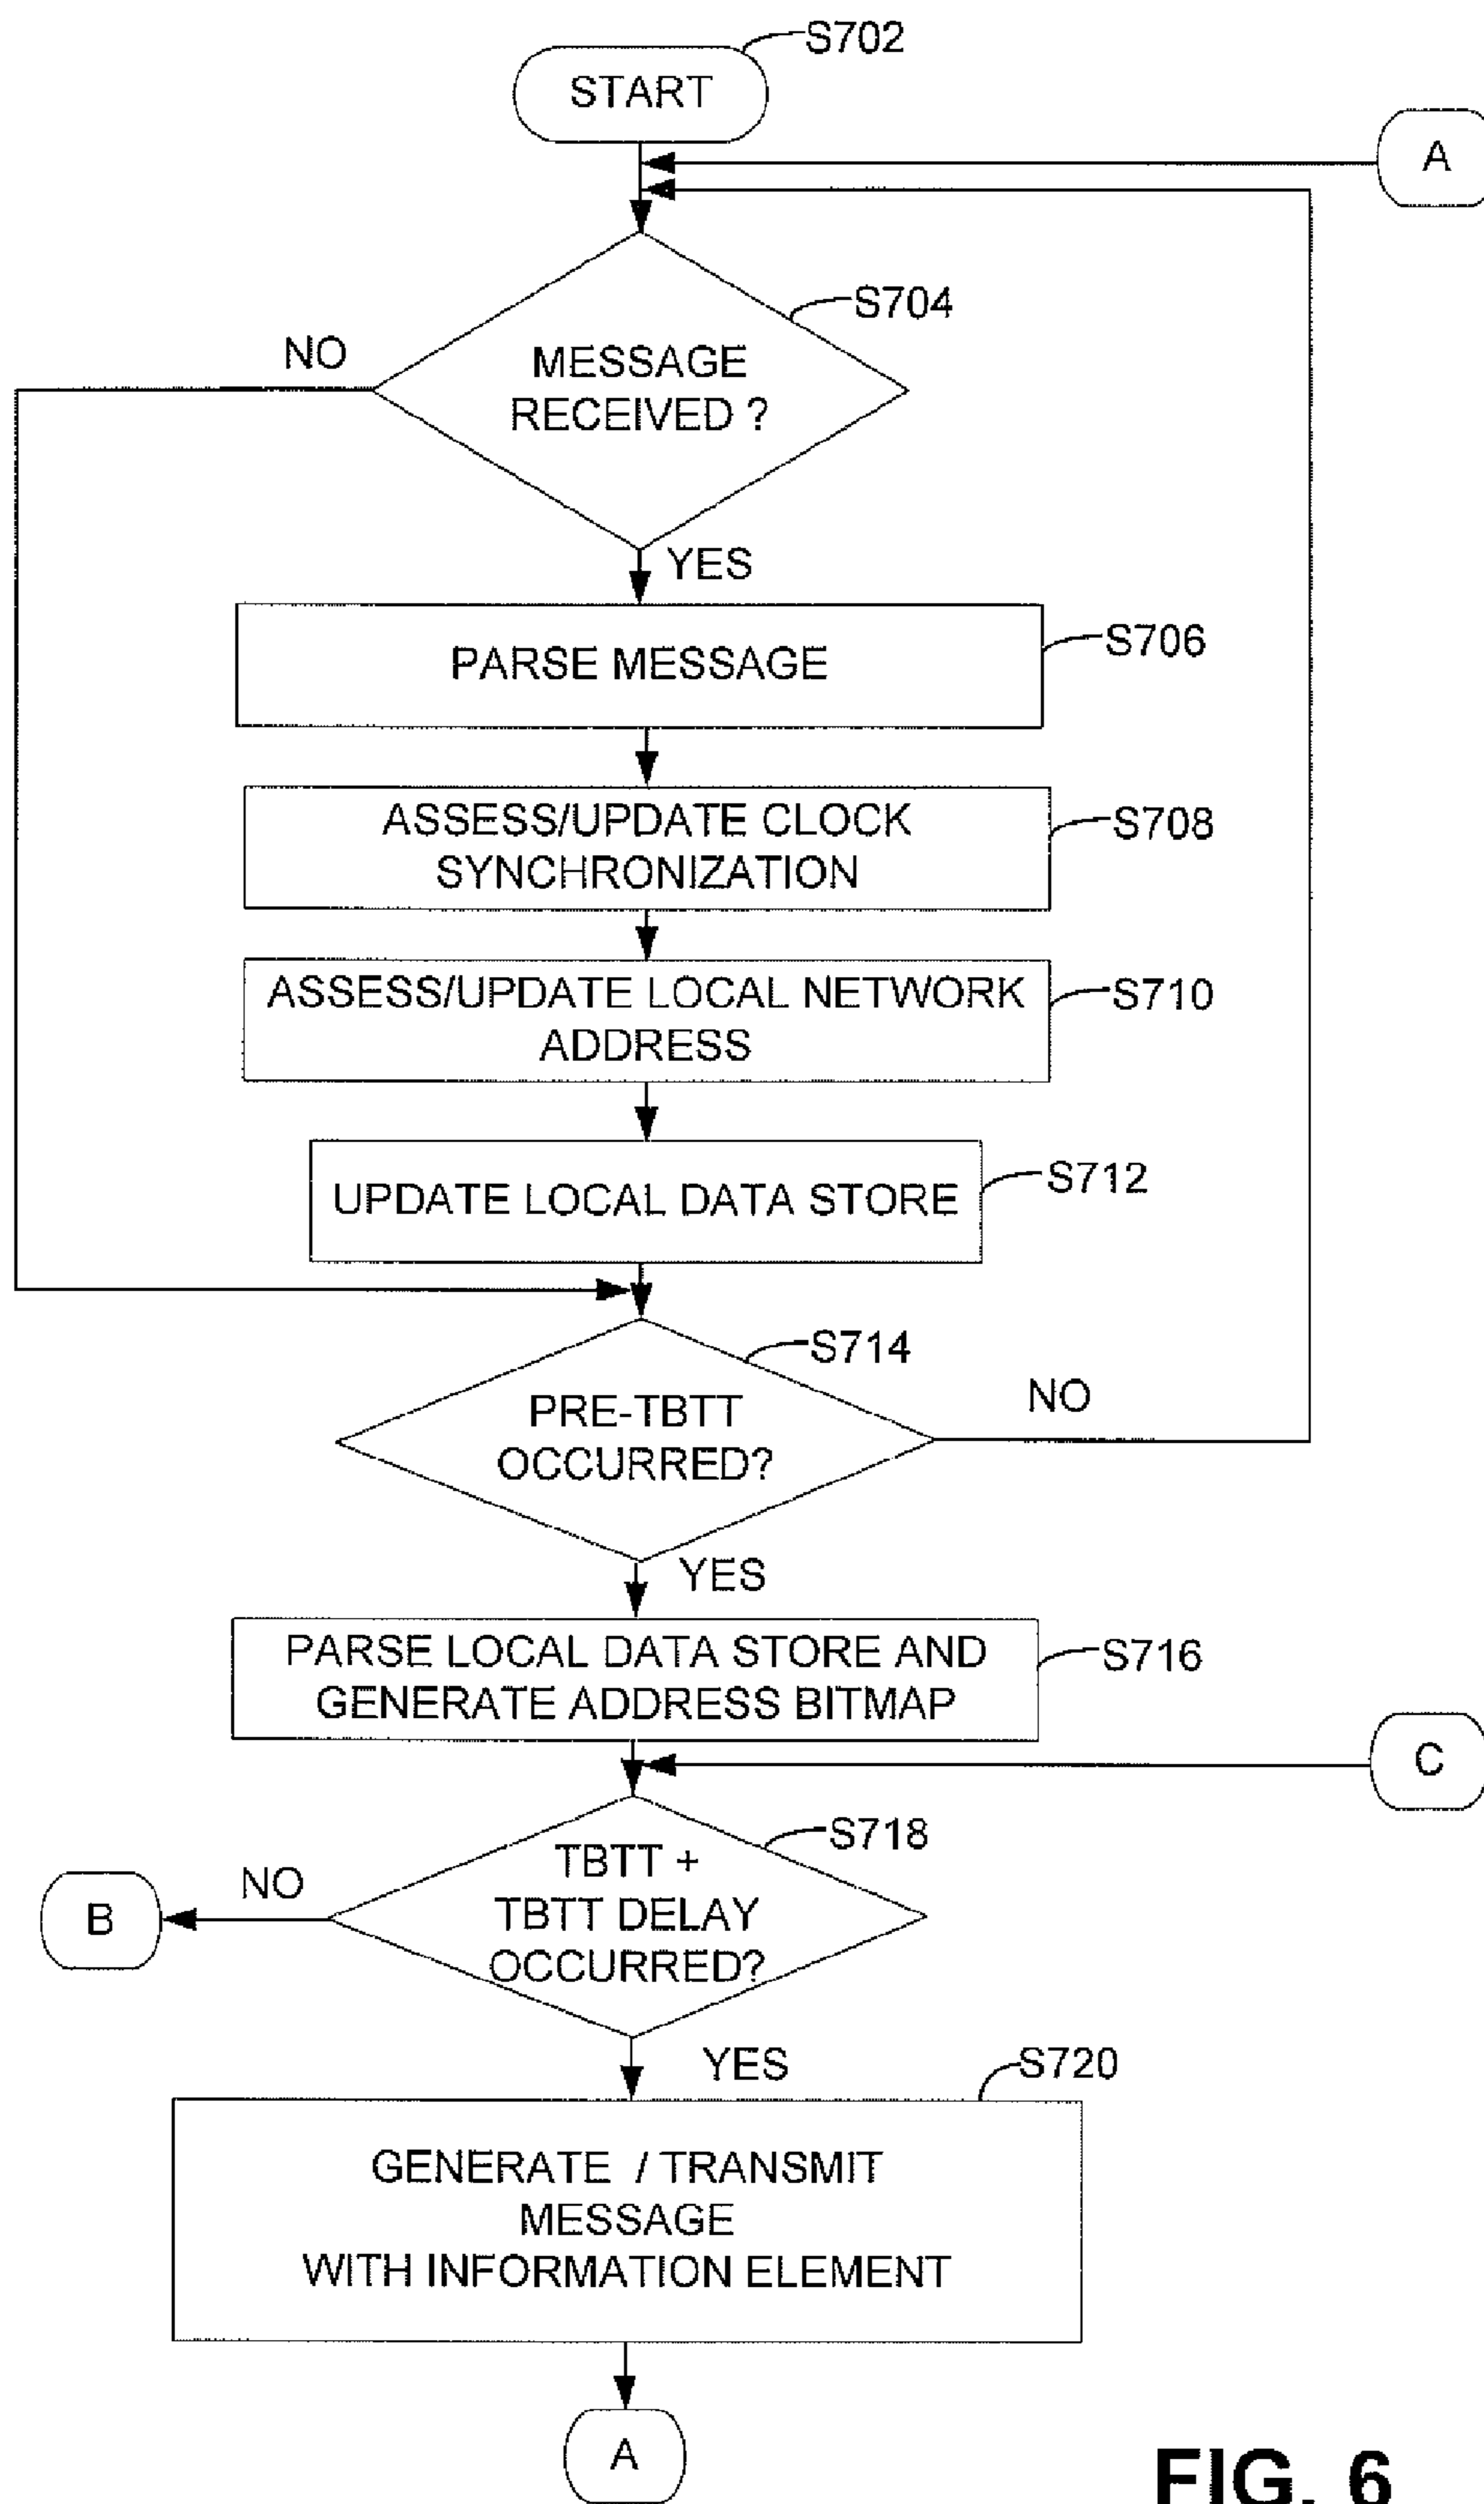 S702
START
A
S704
NO
MESSAGE
RECEIVED ?
YES
S706
PARSE MESSAGE
ASSESS/UPDATE CLOCK
SYNCHRONIZATION
S708
ASSESS/UPDATE LOCAL NETWORK
ADDRESS
S710
UPDATE LOCAL DATA STORE
S712
S714
PRE-TBTT
OCCURRED?
NO
YES
PARSE LOCAL DATA STORE AND
GENERATE ADDRESS BITMAP
S716
C
S718
TBTT +
TBTT DELAY
OCCURRED?
NO
B
YES
S720
GENERATE / TRANSMIT
MESSAGE
WITH INFORMATION ELEMENT
A
FIG. 6